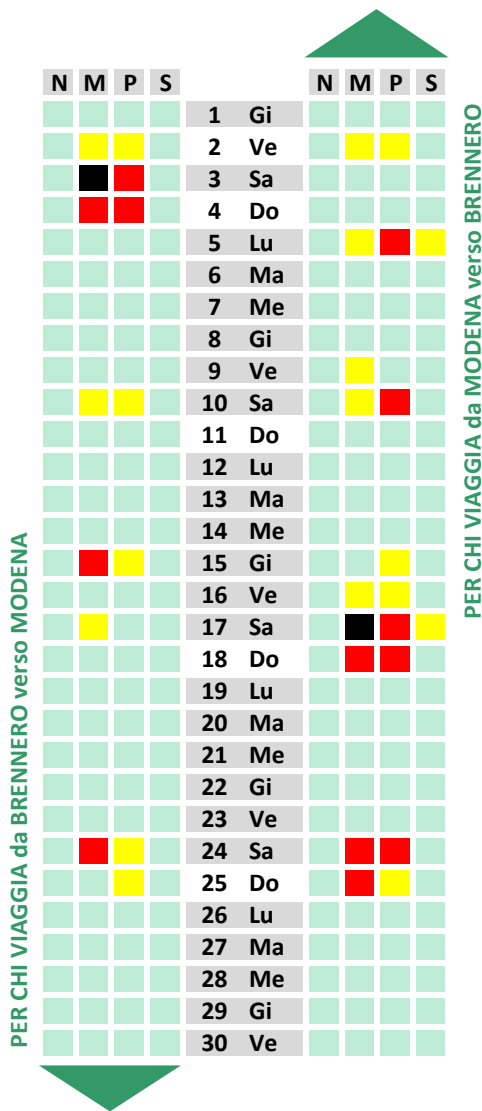 N M P S N M P S
1 Gi
2 Ve
3 Sa
4 Do
5 Lu
6 Ma
7 Me
8 Gi
9 Ve
10 Sa
11 Do
12 Lu
13 Ma
14 Me
15 Gi
16 Ve
17 Sa
18 Do
19 Lu
20 Ma
21 Me
22 Gi
23 Ve
24 Sa
25 Do
26 Lu
27 Ma
28 Me
29 Gi
30 Ve
PER CHI VIAGGIA da BRENNERO verso MODENA
PER CHI VIAGGIA da MODENA verso BRENNERO